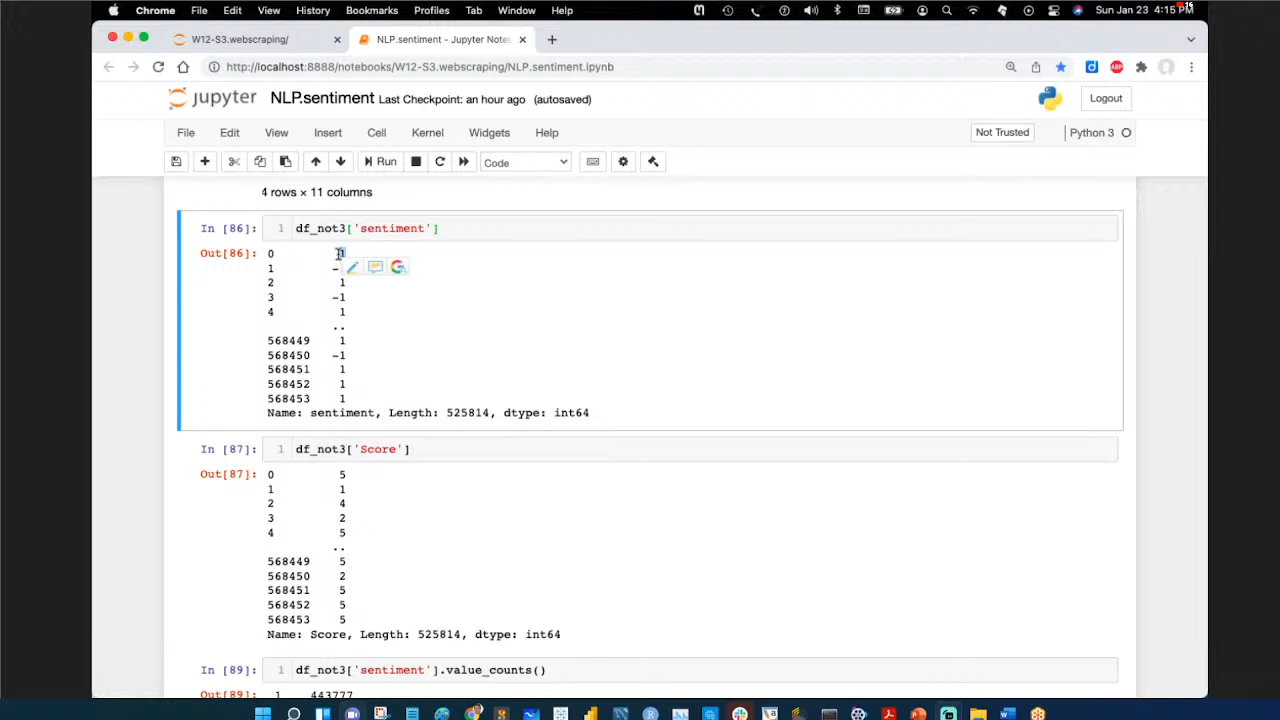 Chrome File Edit View History Bookmarks Profiles Tab Window Help Sun Jan 23 4:15 PM
W12-S3.webscraping/ NLP.sentiment - Jupyter Notel
http://localhost:8888/notebooks/W12-S3.webscraping/NLP.sentiment.ipynb
jupyter NLP.sentiment Last Checkpoint: an hour ago (autosaved) Logout
File Edit View Insert Cell Kernel Widgets Help Not Trusted Python 3
Run Code
4 rows × 11 columns
In [86]: 1 df_not3['sentiment']
Out[86]: 0 1
1 -
2 1
3 -1
4 1
..
568449 1
568450 -1
568451 1
568452 1
568453 1
Name: sentiment, Length: 525814, dtype: int64
In [87]: 1 df_not3['Score']
Out[87]: 0 5
1 1
2 4
3 2
4 5
..
568449 5
568450 2
568451 5
568452 5
568453 5
Name: Score, Length: 525814, dtype: int64
In [89]: 1 df_not3['sentiment'].value_counts()
Out[89]: 1 443777